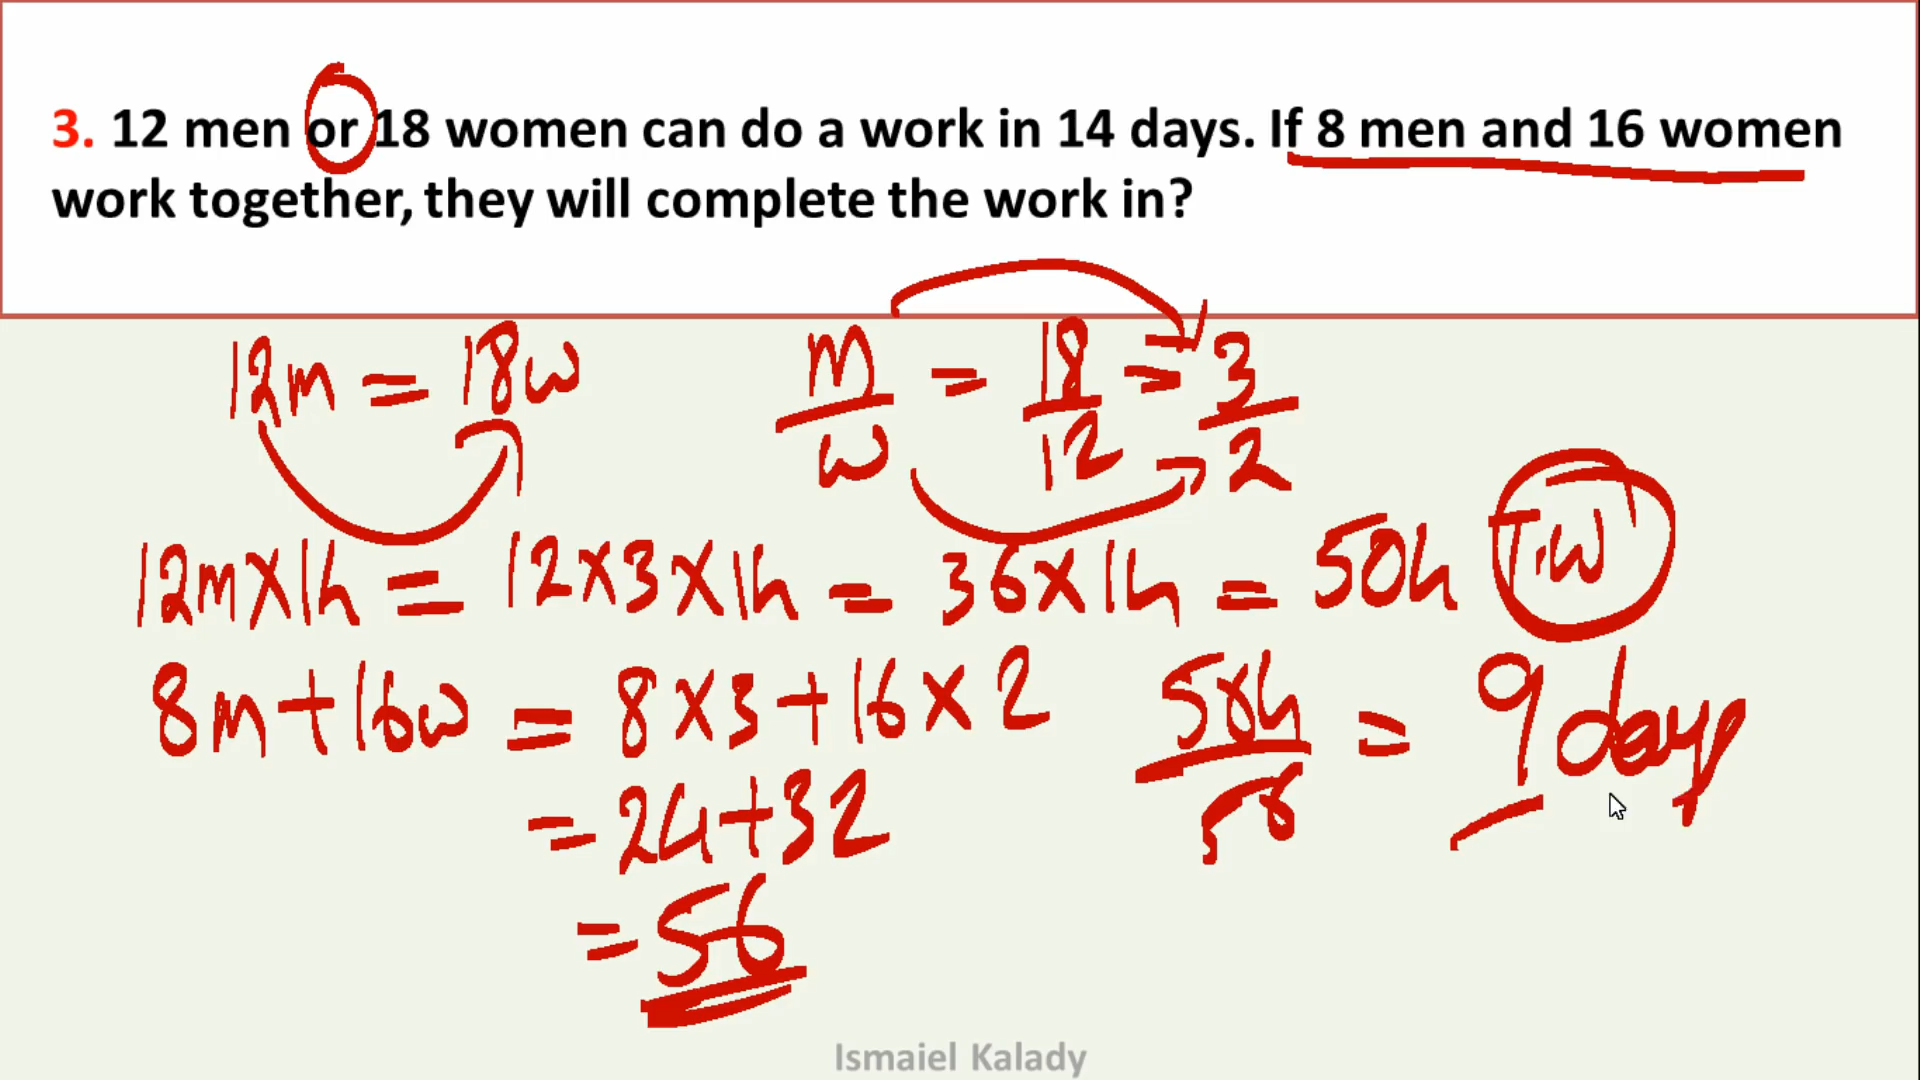 3. 12 men or 18 women can do a work in 14 days. If 8 men and 16 women
work together, they will complete the work in?
12m = 18w
m/w = 18/12 = 3/2
12m×14 = 12×3×14 = 36×14 = 504 T.W
8m+16w = 8×3+16×2
= 24+32
= 56
504/56 = 9 days
Ismaiel Kalady